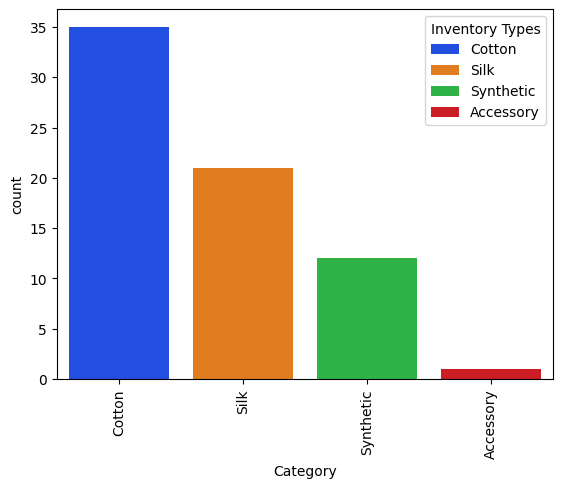 35
30
25
20
15
10
5
0
count
Inventory Types
Cotton
Silk
Synthetic
Accessory
Cotton
Silk
Synthetic
Accessory
Category